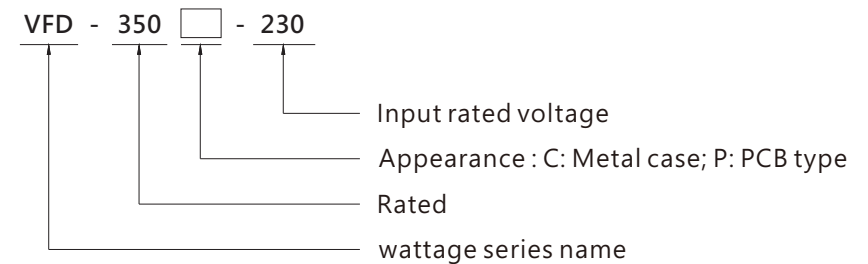 VFD - 350 - 230
Input rated voltage
Appearance : C: Metal case; P: PCB type
Rated
wattage series name